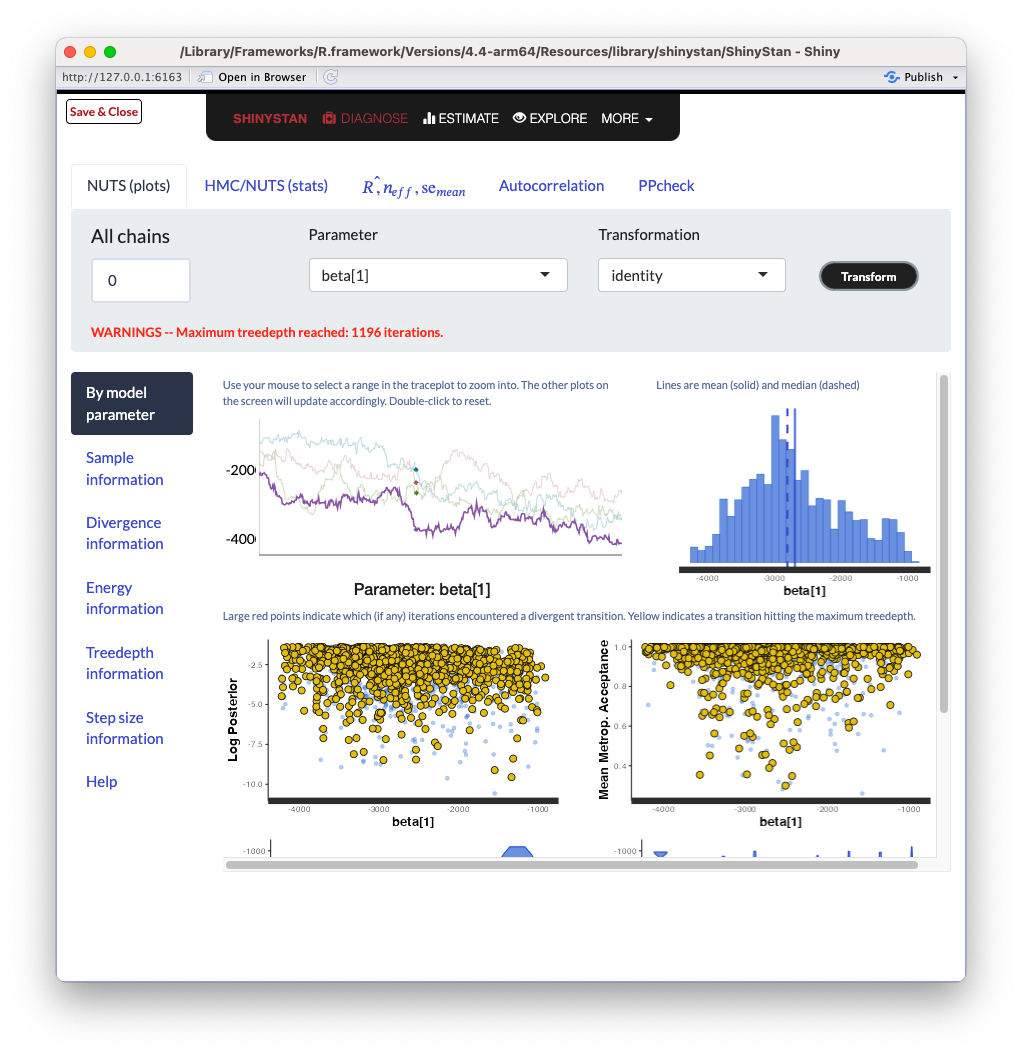 /Library/Frameworks/R.framework/Versions/4.4-arm64/Resources/library/shinystan/ShinyStan - Shiny
http://127.0.0.1:6163 Open in Browser Publish
Save & Close
SHINYSTAN DIAGNOSE ESTIMATE EXPLORE MORE
NUTS (plots) HMC/NUTS (stats) R̂, n_eff, se_mean Autocorrelation PPcheck
All chains Parameter Transformation
0 beta[1] identity Transform
WARNINGS -- Maximum treedepth reached: 1196 iterations.
By model
parameter
Sample
information
Divergence
information
Energy
information
Treedepth
information
Step size
information
Help
Use your mouse to select a range in the traceplot to zoom into. The other plots on
the screen will update accordingly. Double-click to reset.
-200
-400
Parameter: beta[1]
Lines are mean (solid) and median (dashed)
-4000 -3000 -2000 -1000
beta[1]
Large red points indicate which (if any) iterations encountered a divergent transition. Yellow indicates a transition hitting the maximum treedepth.
Log Posterior
-2.5
-5.0
-7.5
-10.0
-4000 -3000 -2000 -1000
beta[1]
Mean Metrop. Acceptance
1.0
0.8
0.6
0.4
-4000 -3000 -2000 -1000
beta[1]
-1000
-1000